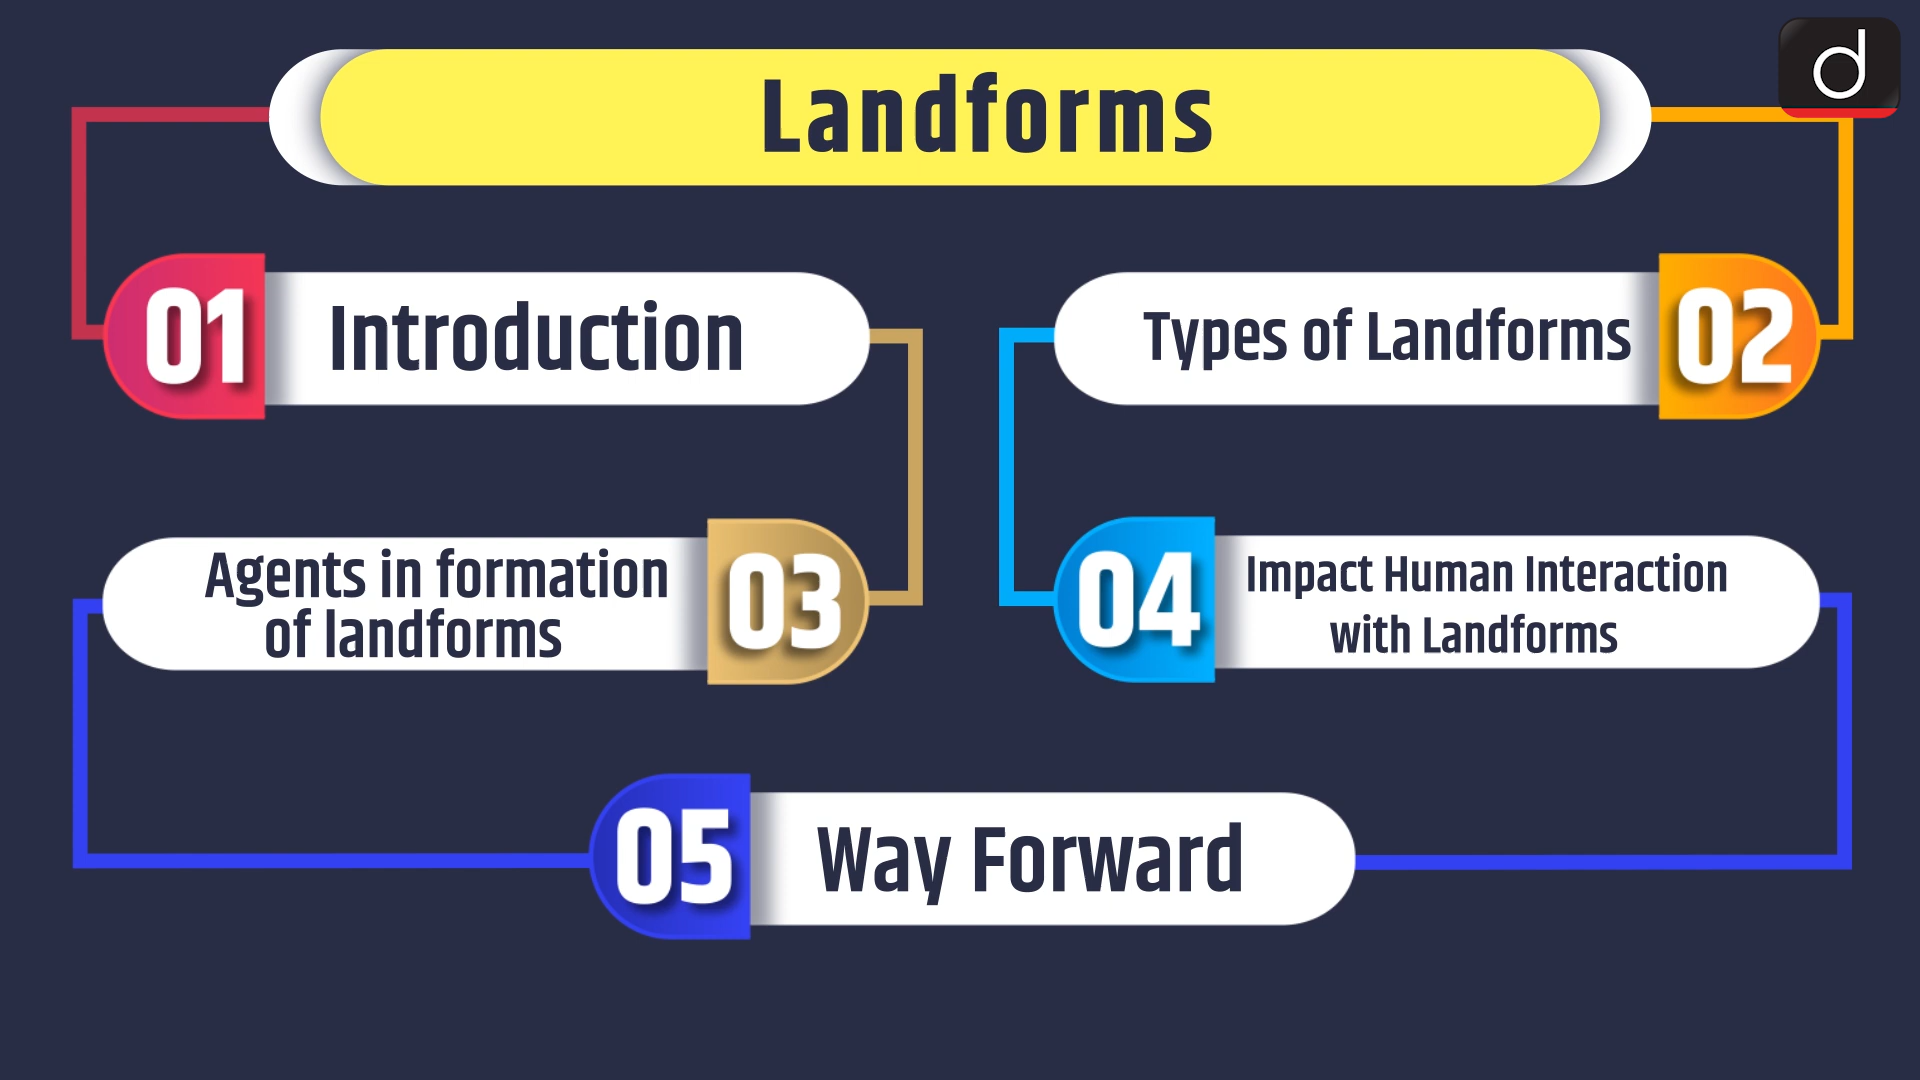 Landforms
d
01
Introduction
Types of Landforms
02
Agents in formation
of landforms
03
04
Impact Human Interaction
with Landforms
05
Way Forward